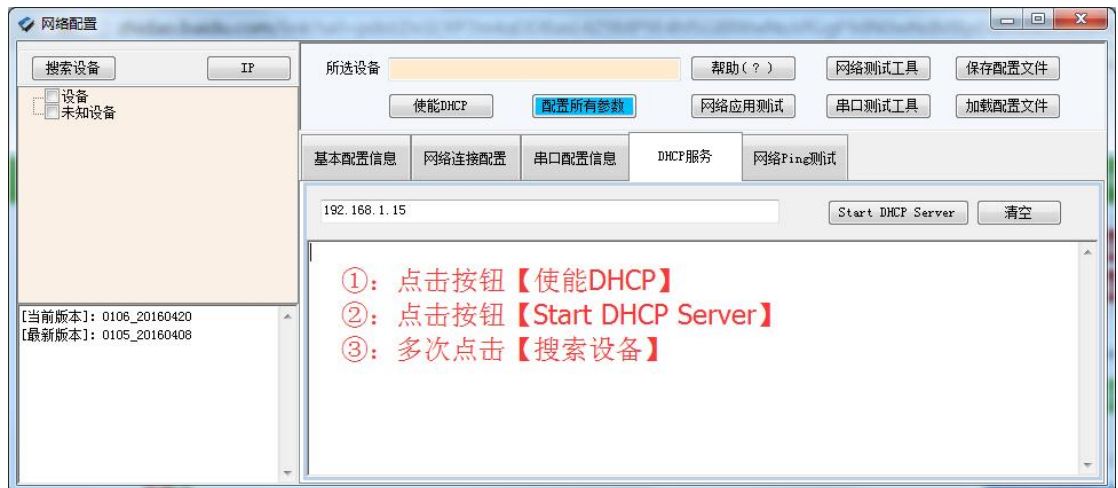 网络配置
搜索设备 IP
设备
未知设备
[当前版本]: 0106_20160420
[最新版本]: 0105_20160408
所选设备 帮助(?) 网络测试工具 保存配置文件
使能DHCP 配置所有参数 网络应用测试 串口测试工具 加载配置文件
基本配置信息 网络连接配置 串口配置信息 DHCP服务 网络Ping测试
192.168.1.15 Start DHCP Server 清空
①：点击按钮【使能DHCP】
②：点击按钮【Start DHCP Server】
③：多次点击【搜索设备】